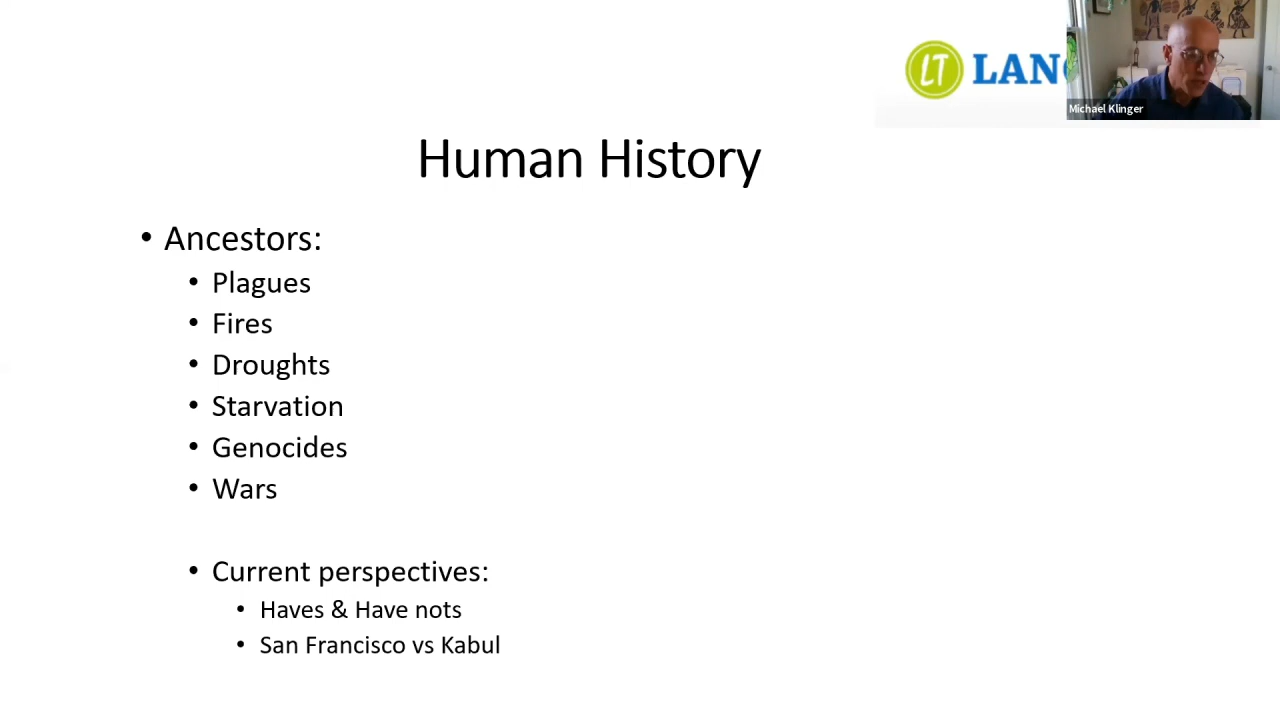 LT
Michael Klinger
Human History
• Ancestors:
• Plagues
• Fires
• Droughts
• Starvation
• Genocides
• Wars
• Current perspectives:
• Haves & Have nots
• San Francisco vs Kabul